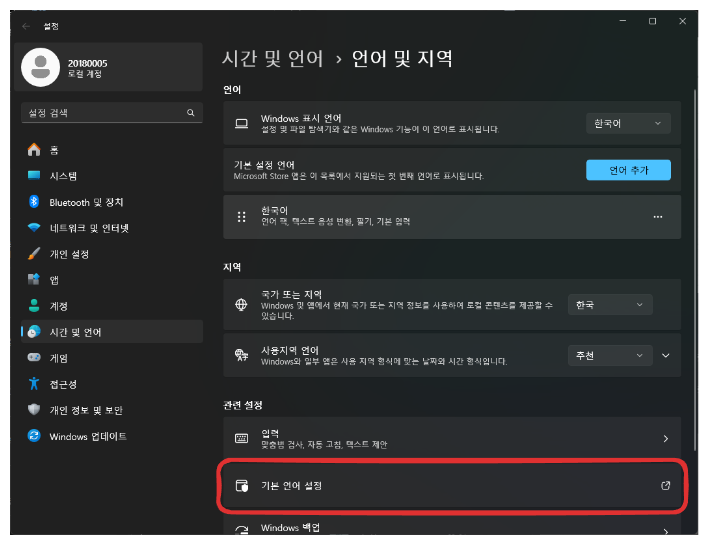 설정
20180005
로컬 계정
설정 검색
홈
시스템
Bluetooth 및 장치
네트워크 및 인터넷
개인 설정
앱
계정
시간 및 언어
게임
접근성
개인 정보 및 보안
Windows 업데이트
시간 및 언어 › 언어 및 지역
언어
Windows 표시 언어
설정 및 파일 탐색기와 같은 Windows 기능이 이 언어로 표시됩니다.
한국어
기본 설정 언어
Microsoft Store 앱은 이 목록에서 지원되는 첫 번째 언어로 표시됩니다.
언어 추가
한국어
언어 팩, 텍스트 음성 변환, 필기, 기본 입력
지역
국가 또는 지역
Windows 및 앱에서 현재 국가 또는 지역 정보를 사용하여 로컬 콘텐츠를 제공할 수
있습니다.
한국
사용지역 언어
Windows와 일부 앱은 사용 지역 형식에 맞는 날짜와 시간 형식입니다.
추천
관련 설정
입력
맞춤법 검사, 자동 고침, 텍스트 제안
기본 언어 설정
Windows 백업